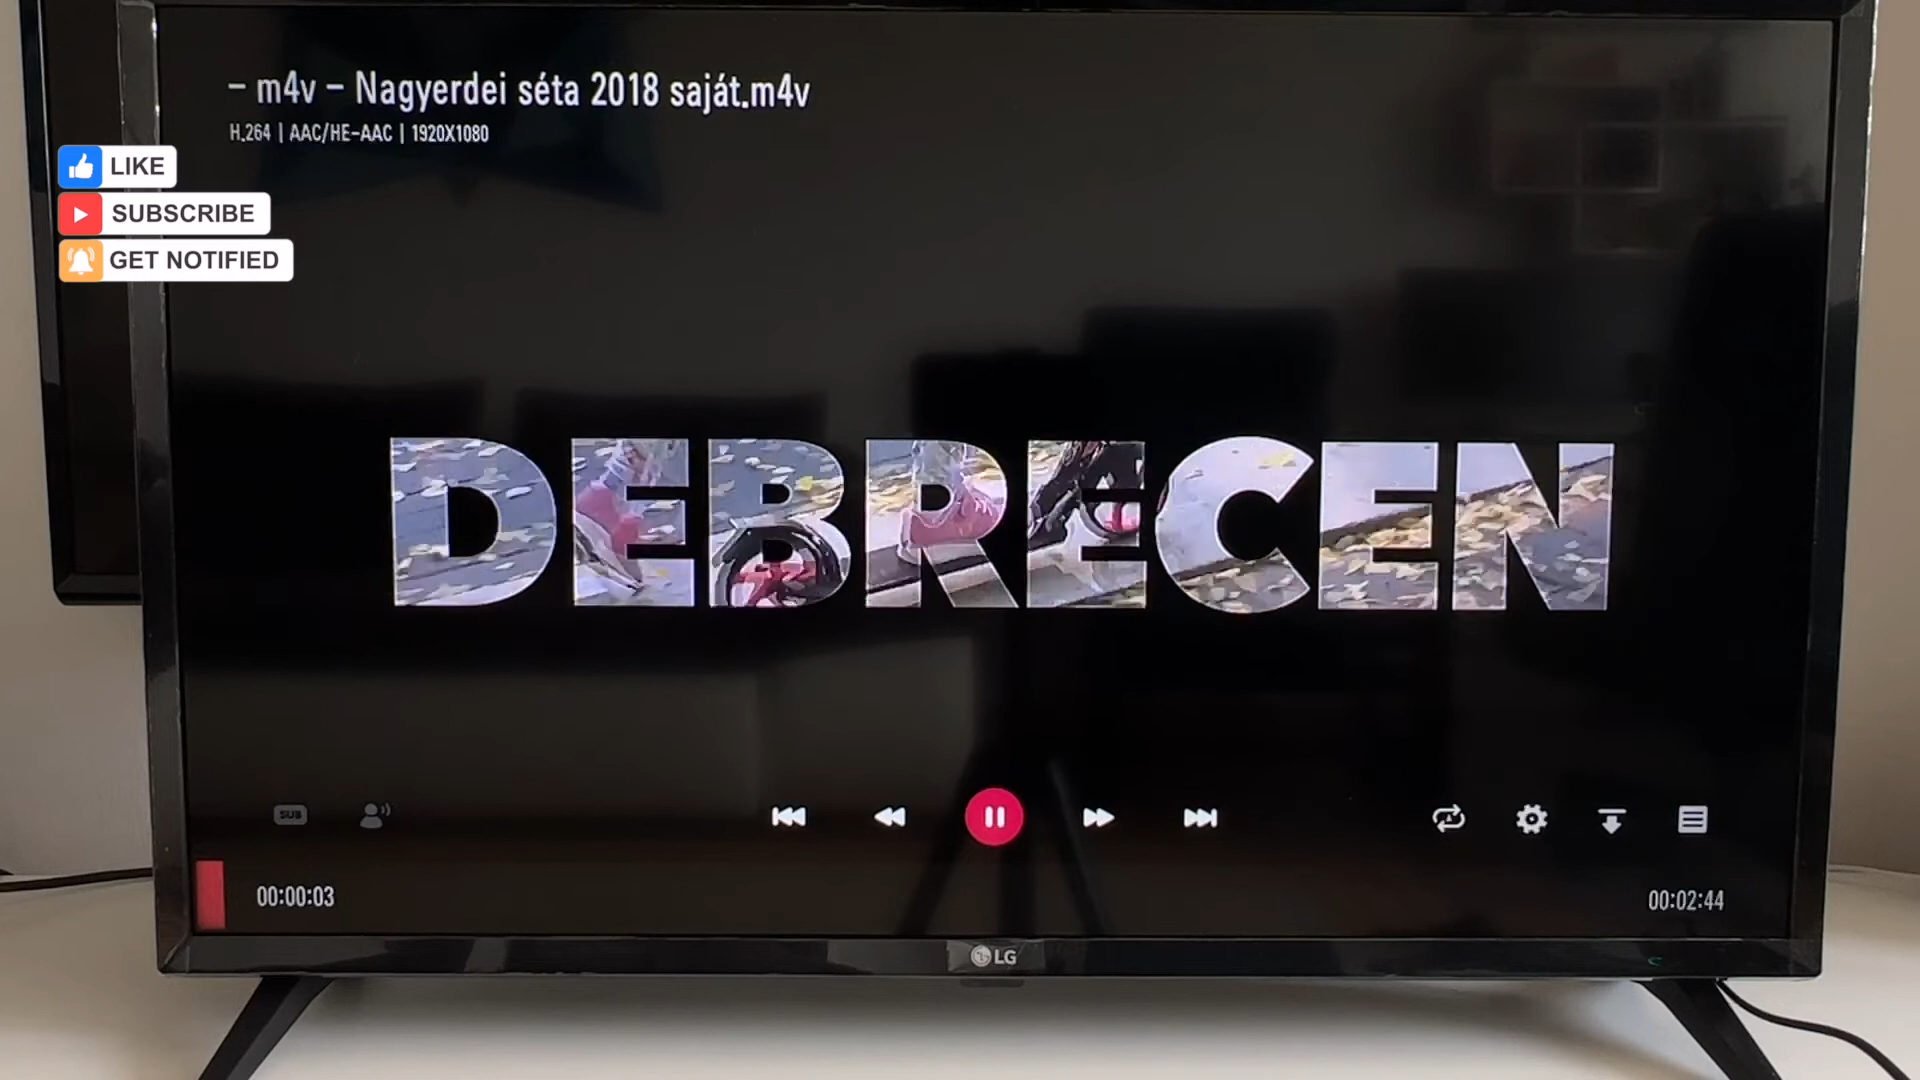 – m4v – Nagyerdei séta 2018 saját.m4v
H.264 | AAC/HE-AAC | 1920X1080
LIKE
SUBSCRIBE
GET NOTIFIED
DEBRECEN
SUB
00:00:03
00:02:44
LG